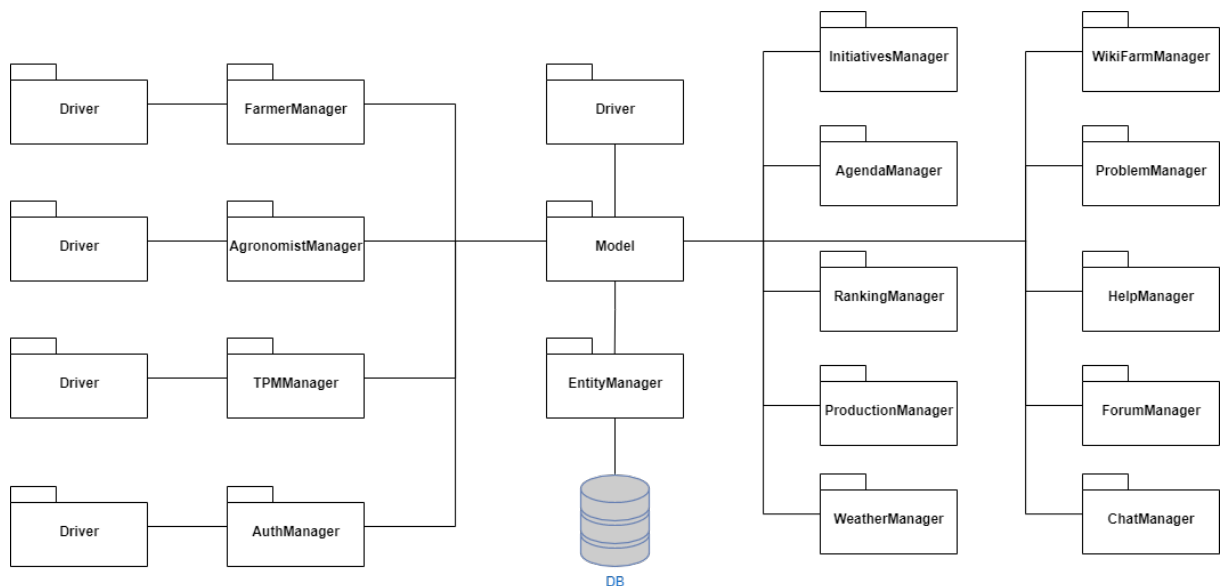 InitiativesManager
WikiFarmManager
Driver
FarmerManager
Driver
AgendaManager
ProblemManager
Driver
AgronomistManager
Model
RankingManager
HelpManager
Driver
TPMManager
EntityManager
ProductionManager
ForumManager
Driver
AuthManager
WeatherManager
ChatManager
DB